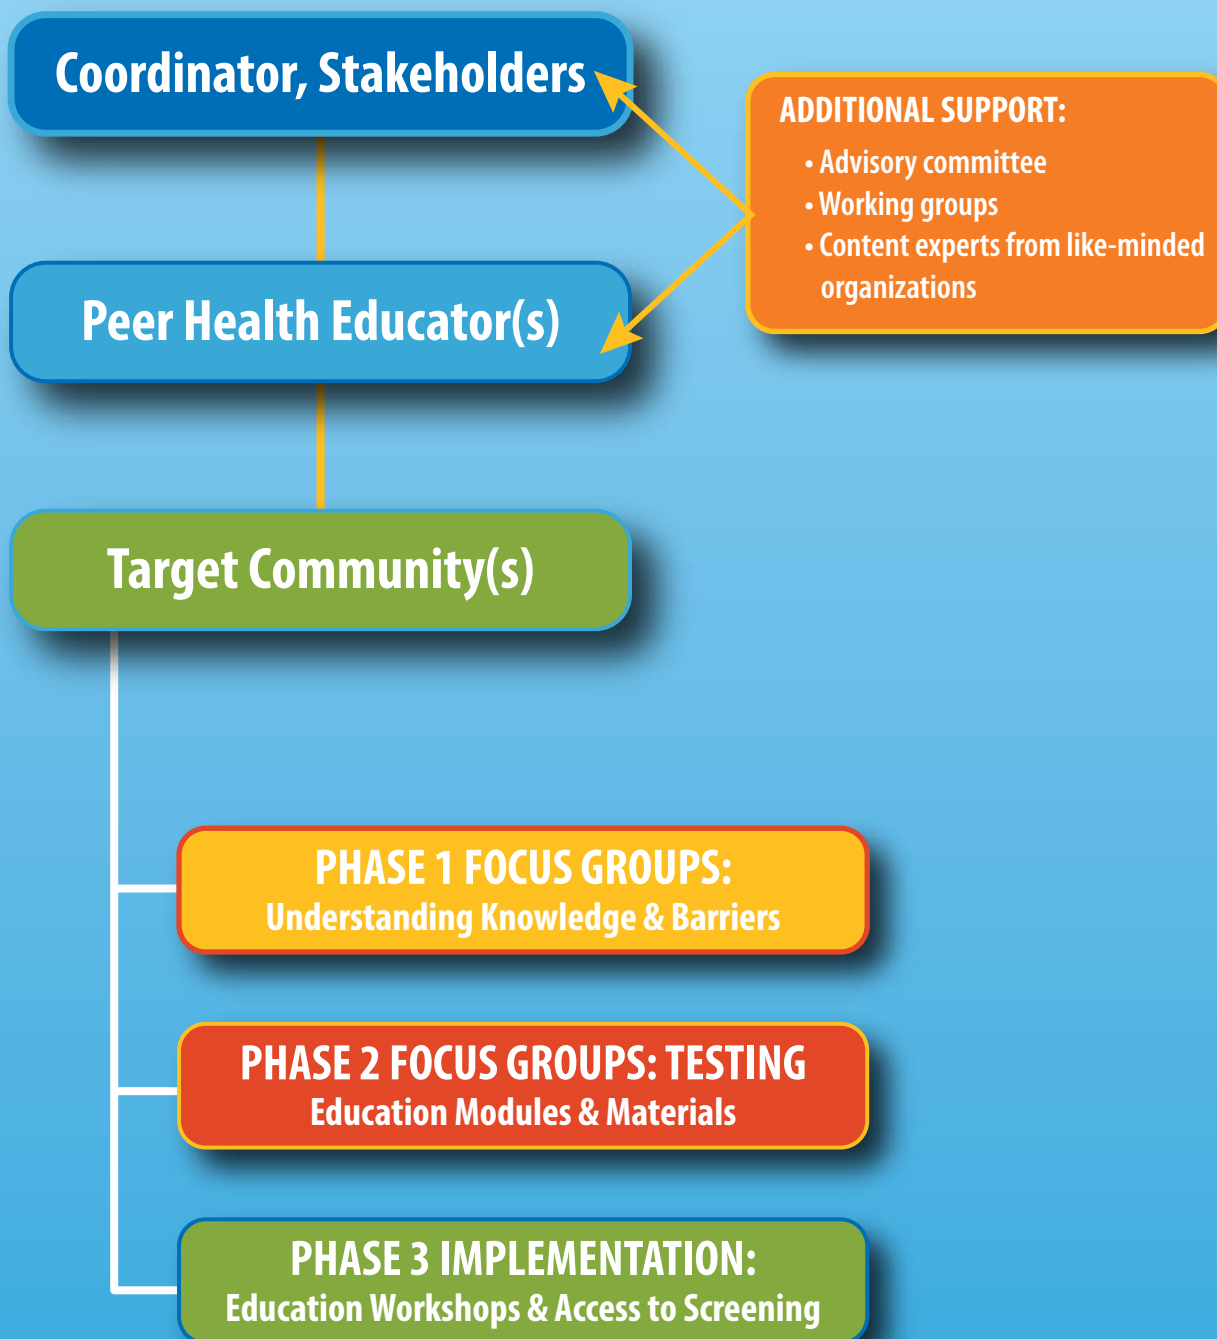 Coordinator, Stakeholders
ADDITIONAL SUPPORT:
• Advisory committee
• Working groups
• Content experts from like-minded
organizations
Peer Health Educator(s)
Target Community(s)
PHASE 1 FOCUS GROUPS:
Understanding Knowledge & Barriers
PHASE 2 FOCUS GROUPS: TESTING
Education Modules & Materials
PHASE 3 IMPLEMENTATION:
Education Workshops & Access to Screening